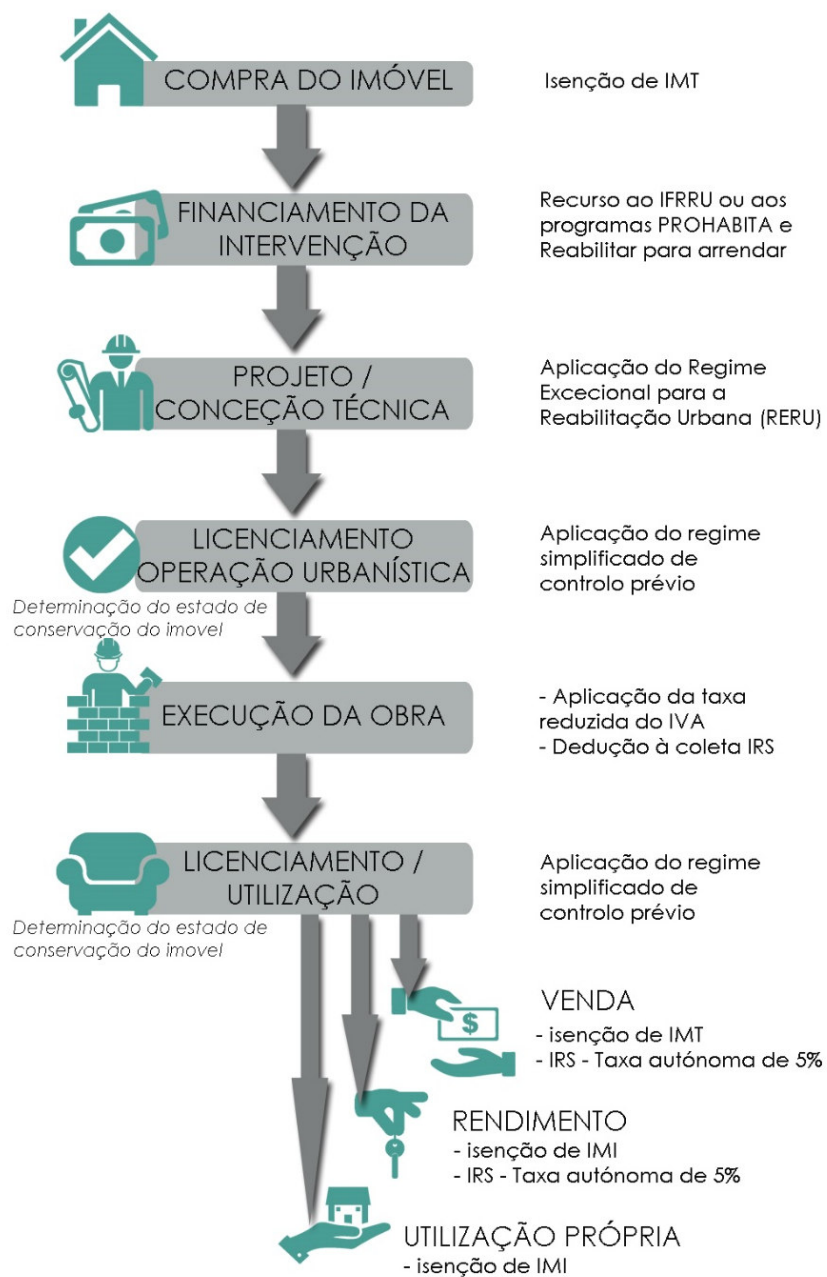 COMPRA DO IMÓVEL
Isenção de IMT
FINANCIAMENTO DA
INTERVENÇÃO
Recurso ao IFRRU ou aos
programas PROHABITA e
Reabilitar para arrendar
PROJETO /
CONCEÇÃO TÉCNICA
Aplicação do Regime
Excecional para a
Reabilitação Urbana (RERU)
LICENCIAMENTO
OPERAÇÃO URBANÍSTICA
Aplicação do regime
simplificado de
controlo prévio
Determinação do estado de
conservação do imovel
EXECUÇÃO DA OBRA
- Aplicação da taxa
reduzida do IVA
- Dedução à coleta IRS
LICENCIAMENTO /
UTILIZAÇÃO
Aplicação do regime
simplificado de
controlo prévio
Determinação do estado de
conservação do imovel
$
VENDA
- isenção de IMT
- IRS - Taxa autónoma de 5%
RENDIMENTO
- isenção de IMI
- IRS - Taxa autónoma de 5%
UTILIZAÇÃO PRÓPRIA
- isenção de IMI